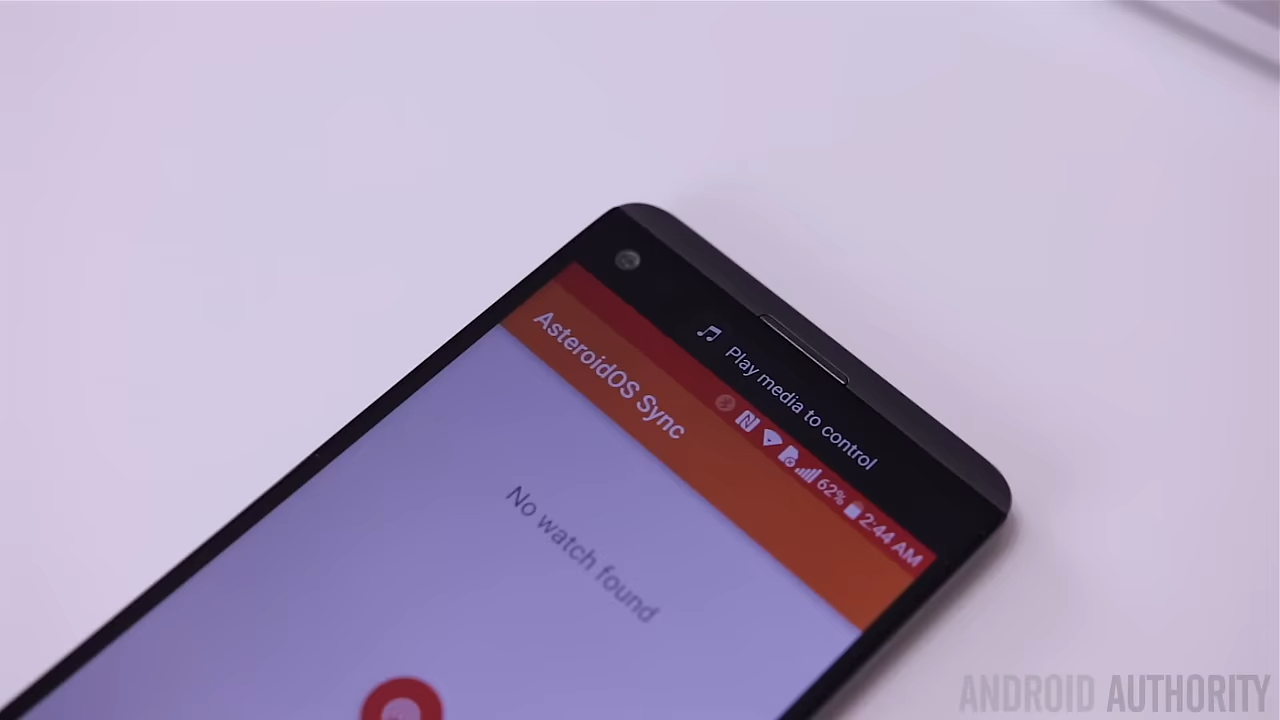 Play media to control
62% 2:44 AM
AsteroidOS Sync
No watch found
ANDROID AUTHORITY